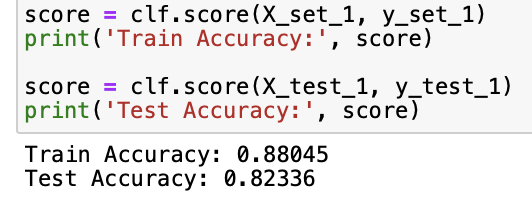 score = clf.score(X_set_1, y_set_1)
print('Train Accuracy:', score)
score = clf.score(X_test_1, y_test_1)
print('Test Accuracy:', score)
Train Accuracy: 0.88045
Test Accuracy: 0.82336